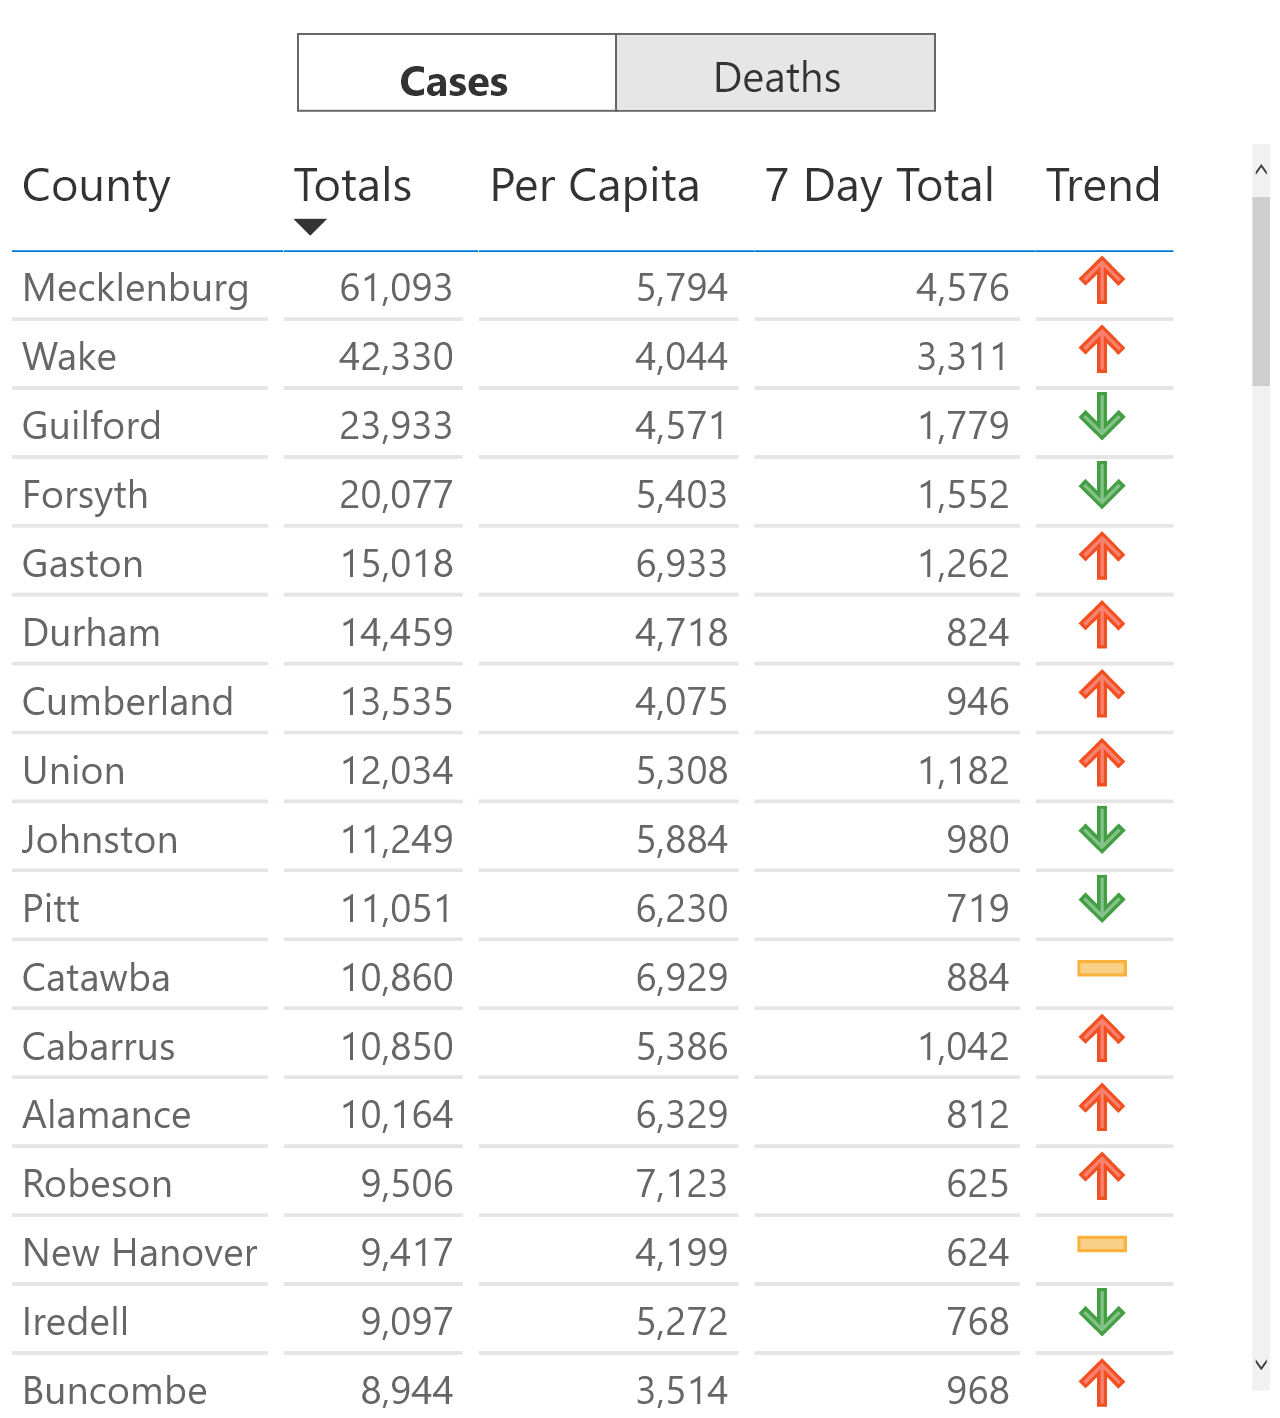 Cases Deaths
County Totals Per Capita 7 Day Total Trend
Mecklenburg 61,093 5,794 4,576
Wake 42,330 4,044 3,311
Guilford 23,933 4,571 1,779
Forsyth 20,077 5,403 1,552
Gaston 15,018 6,933 1,262
Durham 14,459 4,718 824
Cumberland 13,535 4,075 946
Union 12,034 5,308 1,182
Johnston 11,249 5,884 980
Pitt 11,051 6,230 719
Catawba 10,860 6,929 884
Cabarrus 10,850 5,386 1,042
Alamance 10,164 6,329 812
Robeson 9,506 7,123 625
New Hanover 9,417 4,199 624
Iredell 9,097 5,272 768
Buncombe 8,944 3,514 968